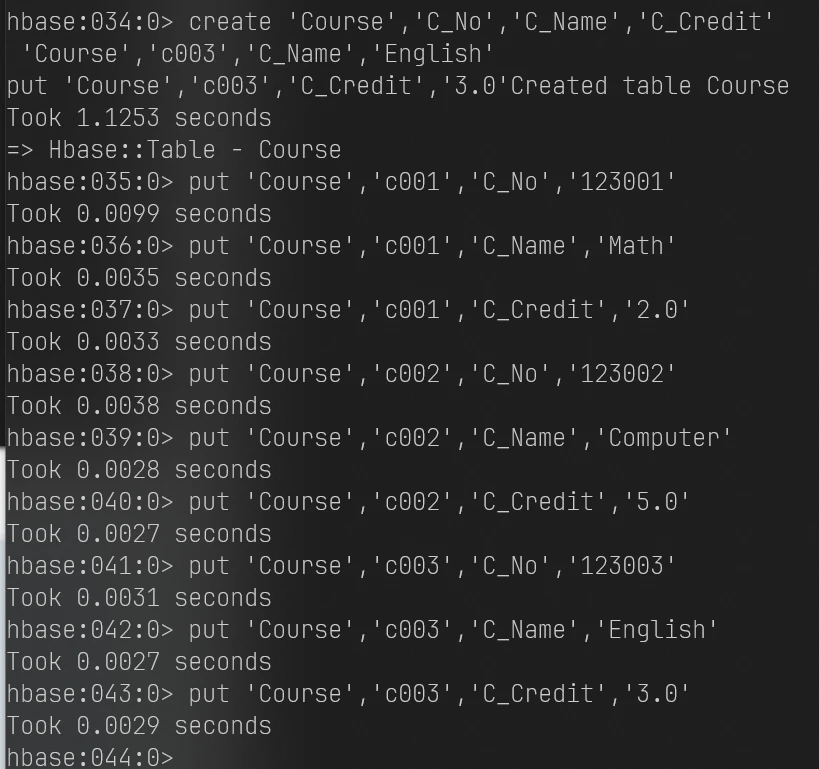 hbase:034:0> create 'Course','C_No','C_Name','C_Credit'
 'Course','c003','C_Name','English'
put 'Course','c003','C_Credit','3.0'Created table Course
Took 1.1253 seconds
=> Hbase::Table - Course
hbase:035:0> put 'Course','c001','C_No','123001'
Took 0.0099 seconds
hbase:036:0> put 'Course','c001','C_Name','Math'
Took 0.0035 seconds
hbase:037:0> put 'Course','c001','C_Credit','2.0'
Took 0.0033 seconds
hbase:038:0> put 'Course','c002','C_No','123002'
Took 0.0038 seconds
hbase:039:0> put 'Course','c002','C_Name','Computer'
Took 0.0028 seconds
hbase:040:0> put 'Course','c002','C_Credit','5.0'
Took 0.0027 seconds
hbase:041:0> put 'Course','c003','C_No','123003'
Took 0.0031 seconds
hbase:042:0> put 'Course','c003','C_Name','English'
Took 0.0027 seconds
hbase:043:0> put 'Course','c003','C_Credit','3.0'
Took 0.0029 seconds
hbase:044:0>